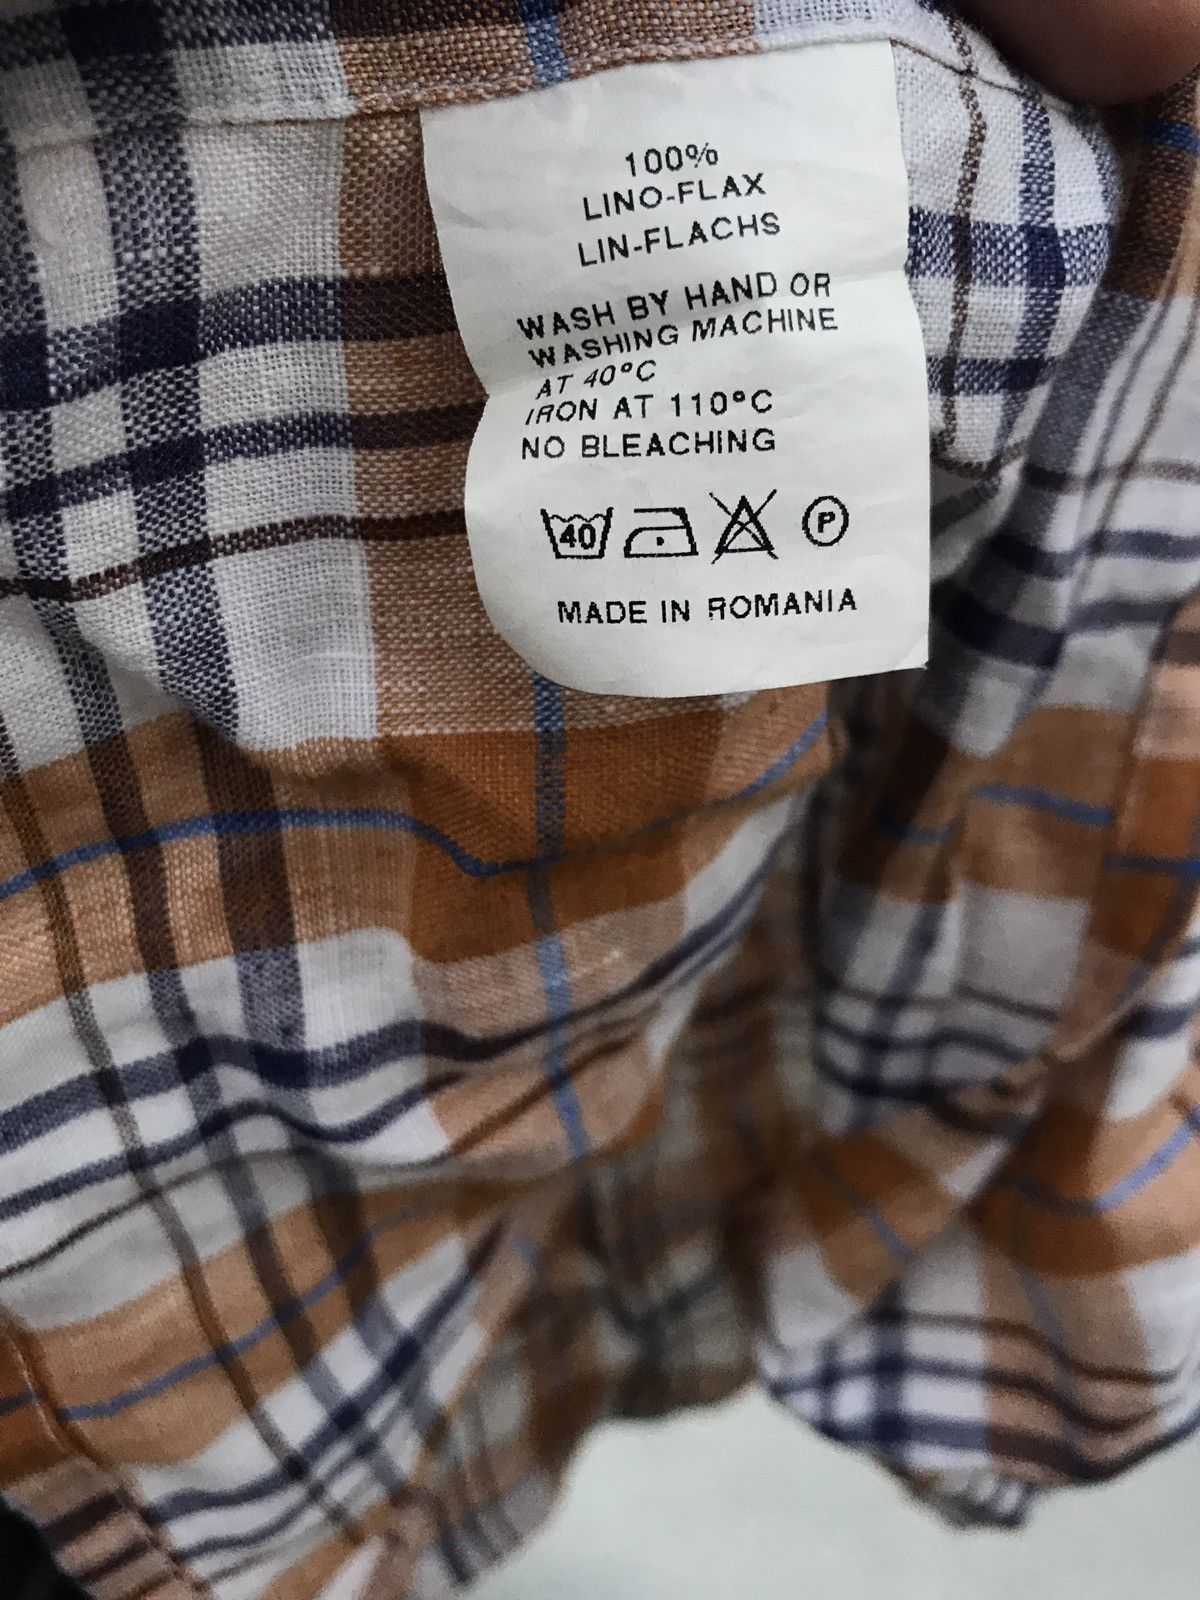 100%
LINO-FLAX
LIN-FLACHS
WASH BY HAND OR
WASHING MACHINE
AT 40°C
IRON AT 110°C
NO BLEACHING
40 P
MADE IN ROMANIA